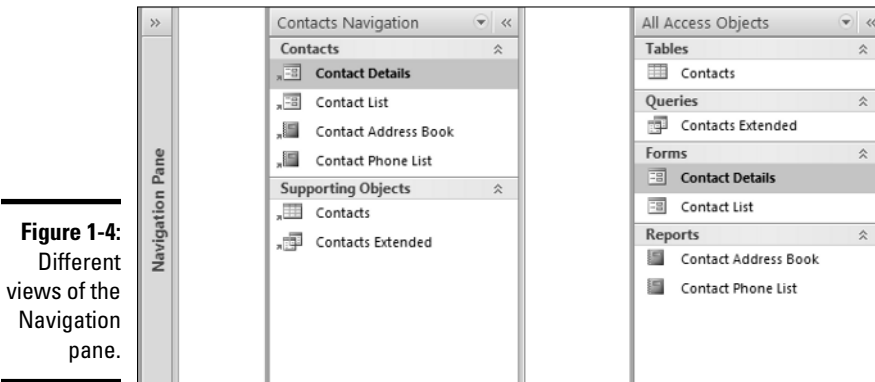 Figure 1-4:
Different
views of the
Navigation
pane.
»
Navigation Pane
Contacts Navigation «
Contacts
Contact Details
Contact List
Contact Address Book
Contact Phone List
Supporting Objects
Contacts
Contacts Extended
All Access Objects «
Tables
Contacts
Queries
Contacts Extended
Forms
Contact Details
Contact List
Reports
Contact Address Book
Contact Phone List